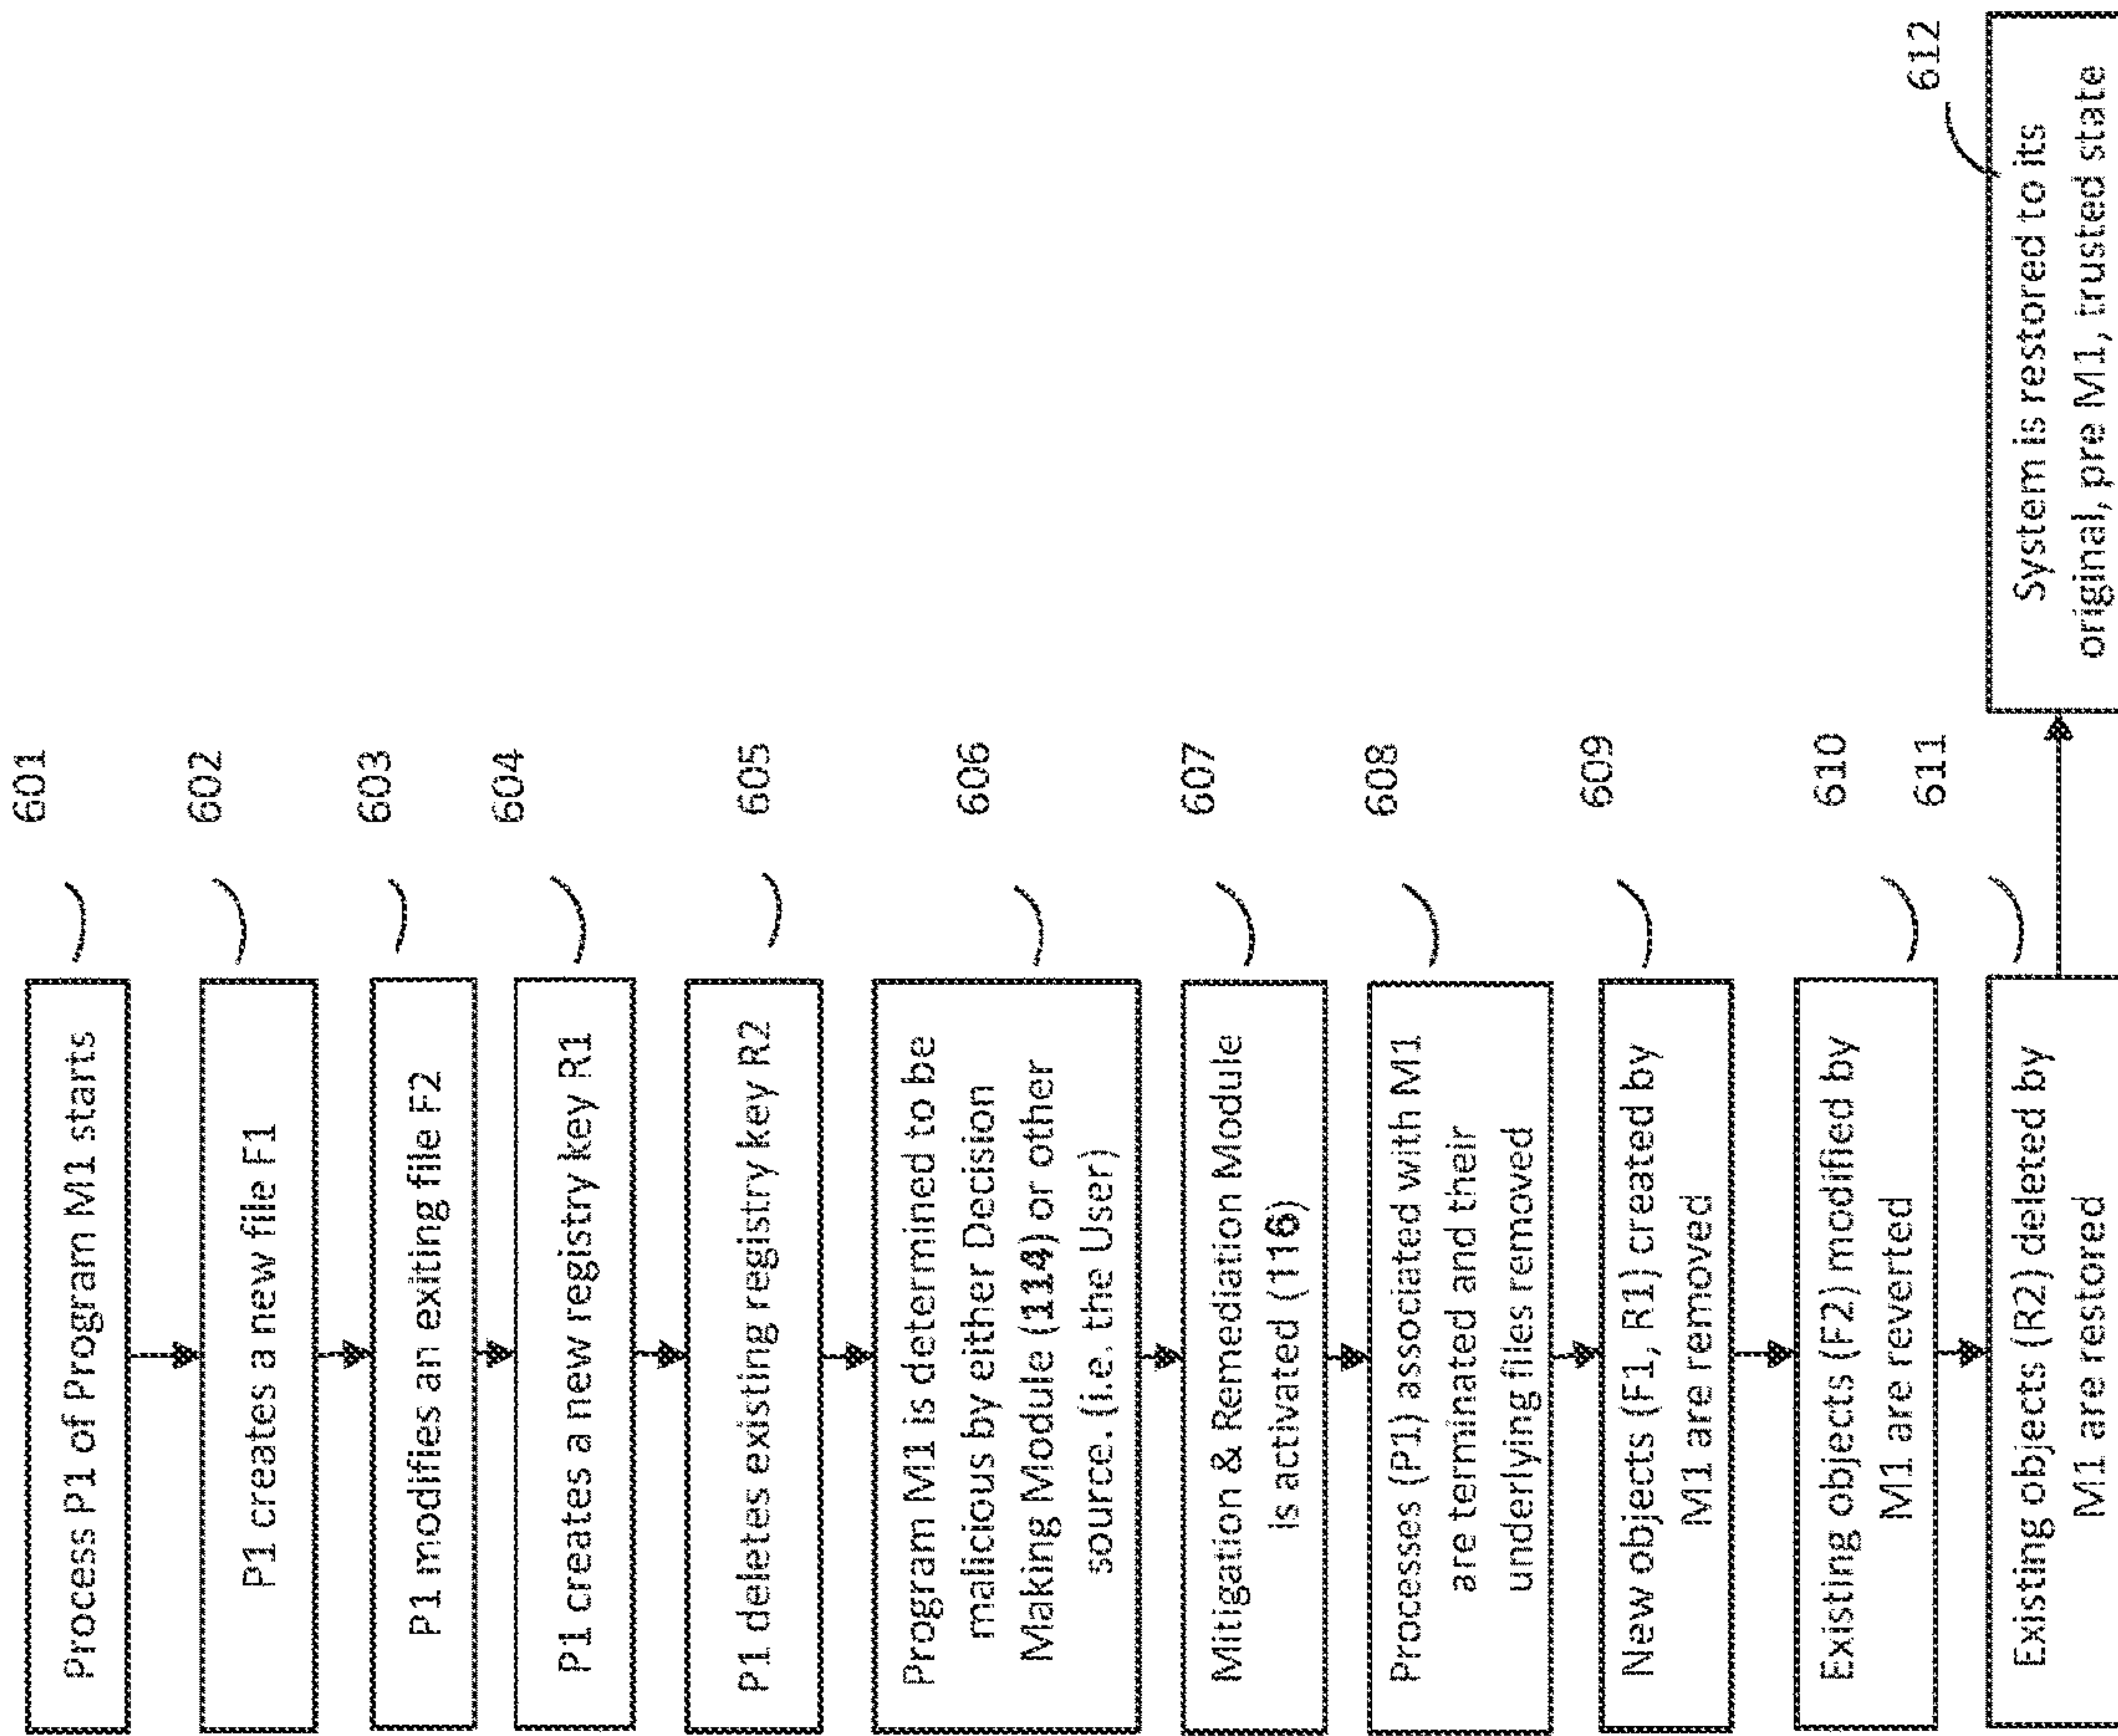 Process P1 of Program M1 starts
601
P1 creates a new file F1
602
P1 modifies an exiting file F2
603
P1 creates a new registry key R1
604
P1 deletes existing registry key R2
605
Program M1 is determined to be
malicious by either Decision
Making Module (114) or other
source. (i.e. the User)
606
Mitigation & Remediation Module
is activated (116)
607
Processes (P1) associated with M1
are terminated and their
underlying files removed
608
New objects (F1, R1) created by
M1 are removed
609
Existing objects (F2) modified by
M1 are reverted
610
Existing objects (R2) deleted by
M1 are restored
611
System is restored to its
original, pre M1, trusted state
612